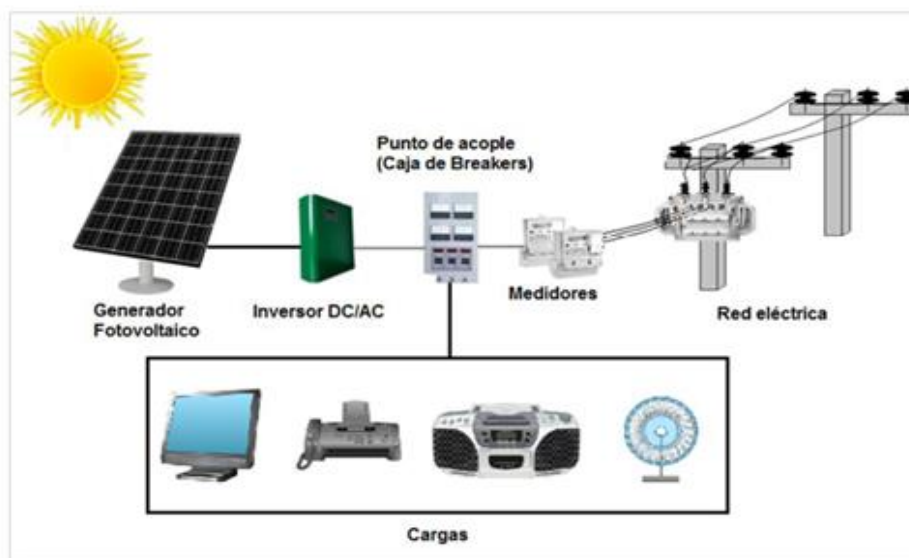 Punto de acople
(Caja de Breakers)
Generador
Fotovoltaico
Inversor DC/AC
Medidores
Red eléctrica
Cargas